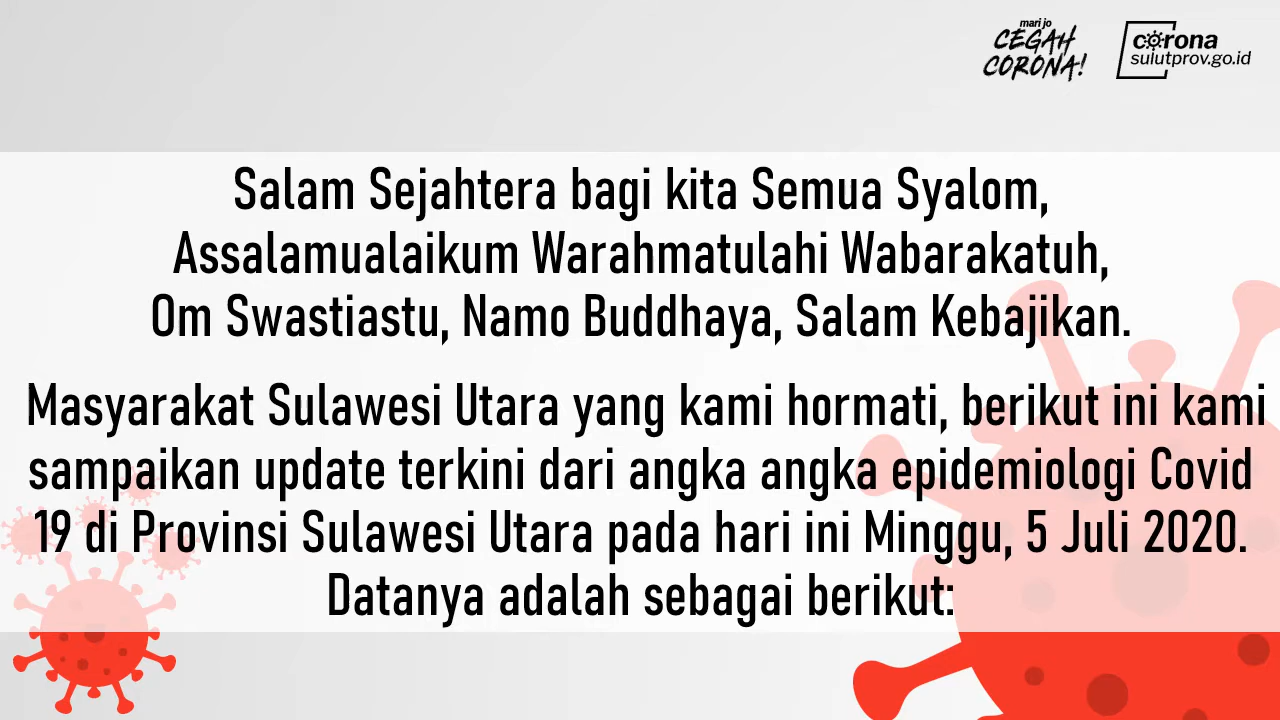 mari jo
CEGAH
CORONA!
corona
sulutprov.go.id
Salam Sejahtera bagi kita Semua Syalom,
Assalamualaikum Warahmatulahi Wabarakatuh,
Om Swastiastu, Namo Buddhaya, Salam Kebajikan.
Masyarakat Sulawesi Utara yang kami hormati, berikut ini kami
sampaikan update terkini dari angka angka epidemiologi Covid
19 di Provinsi Sulawesi Utara pada hari ini Minggu, 5 Juli 2020.
Datanya adalah sebagai berikut: